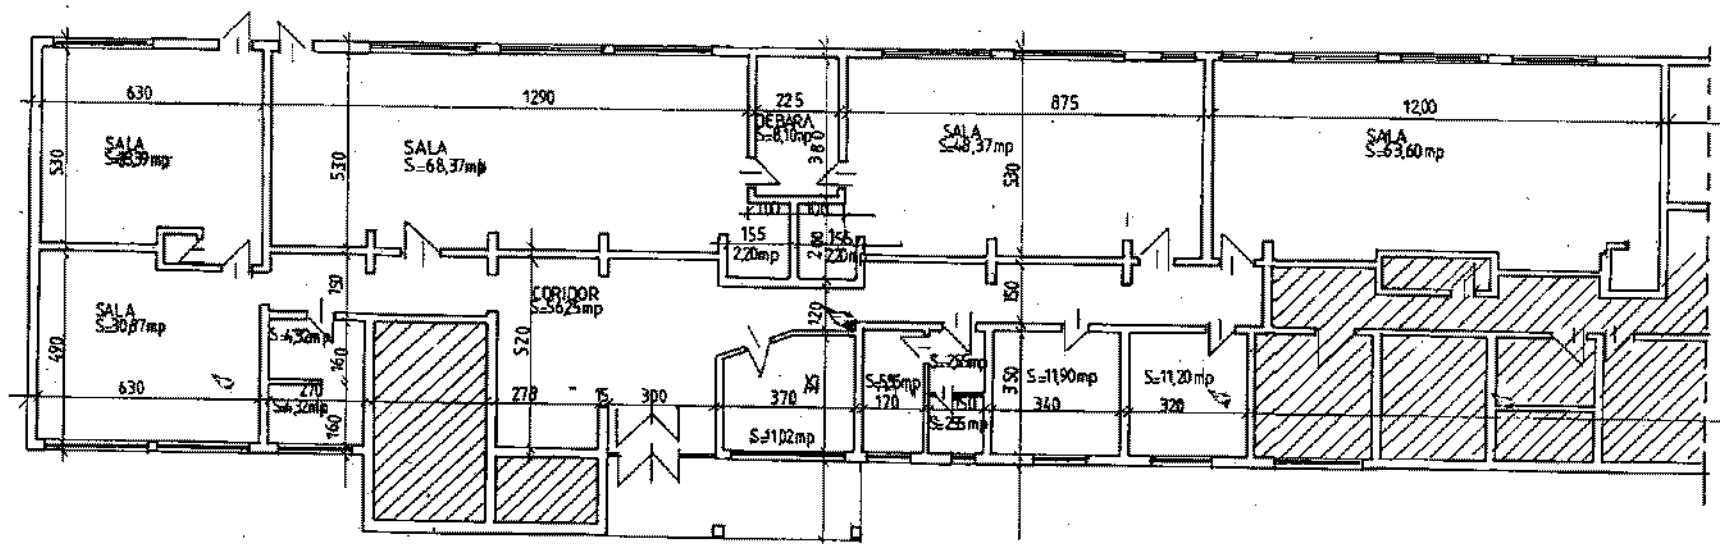 630
1290
225
875
12,00
SALA
530
SALA
S=68,37mp
530
DEBARA
S=8,10mp
380
SALA
S=48,37mp
530
SALA
S=63,60mp
100
100
155
2,20mp
155
2,20mp
SALA
S=30,87mp
490
190
S=4,32mp
160
CORIDOR
S=56,25mp
520
120
150
S=2,55mp
S=5,95mp
350
S=11,90mp
S=11,20mp
630
270
S=4,32mp
160
278
15
300
370
170
150
340
320
S=11,02mp
S=2,55mp